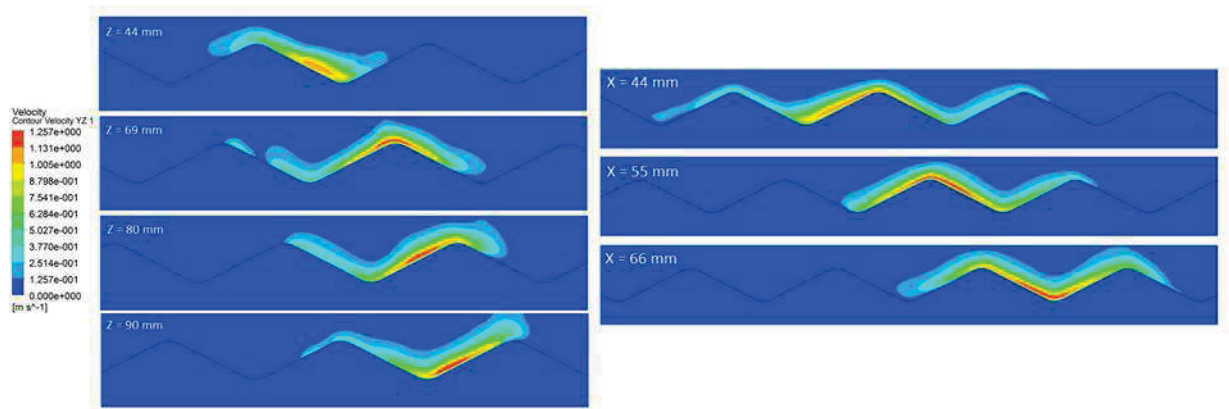 Z = 44 mm
Z = 69 mm
Z = 80 mm
Z = 90 mm
Velocity
Contour Velocity YZ 1
1.257e+000
1.131e+000
1.005e+000
8.798e-001
7.541e-001
6.284e-001
5.027e-001
3.770e-001
2.514e-001
1.257e-001
0.000e+000
[m s^-1]
X = 44 mm
X = 55 mm
X = 66 mm